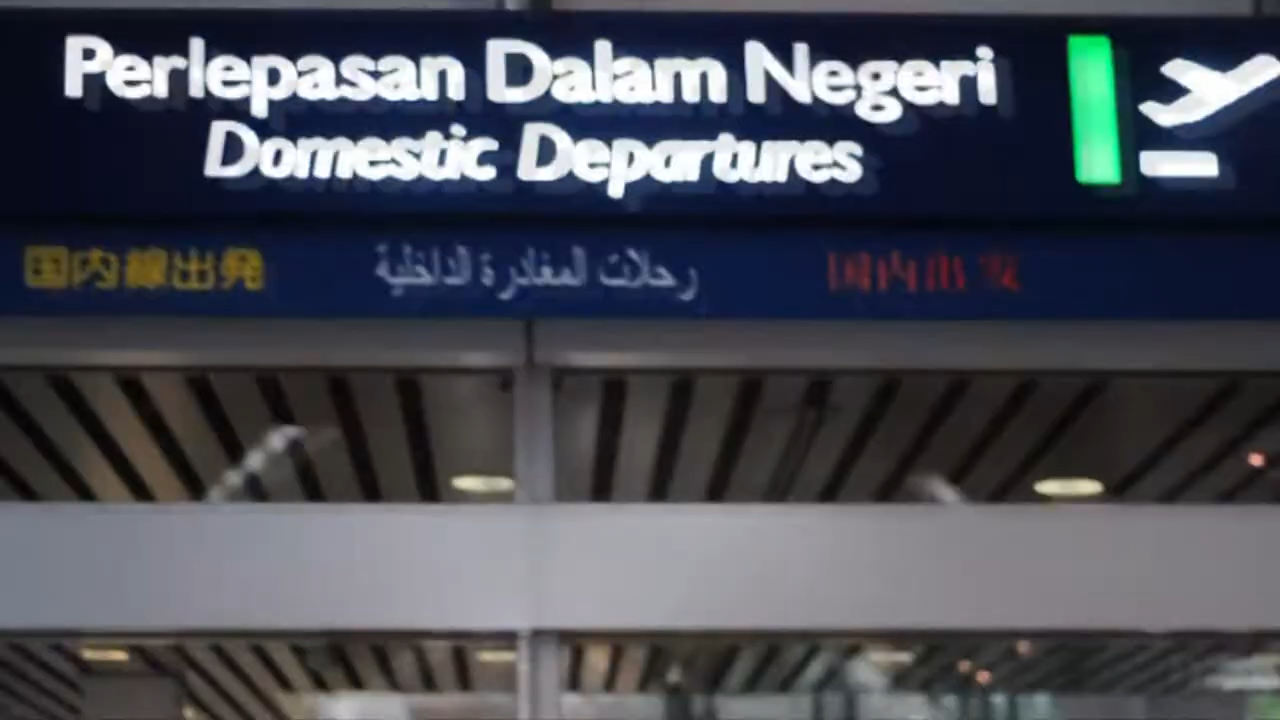 Perlepasan Dalam Negeri
Domestic Departures
国内線出発 رحلات المغادرة الداخلية 国内出发